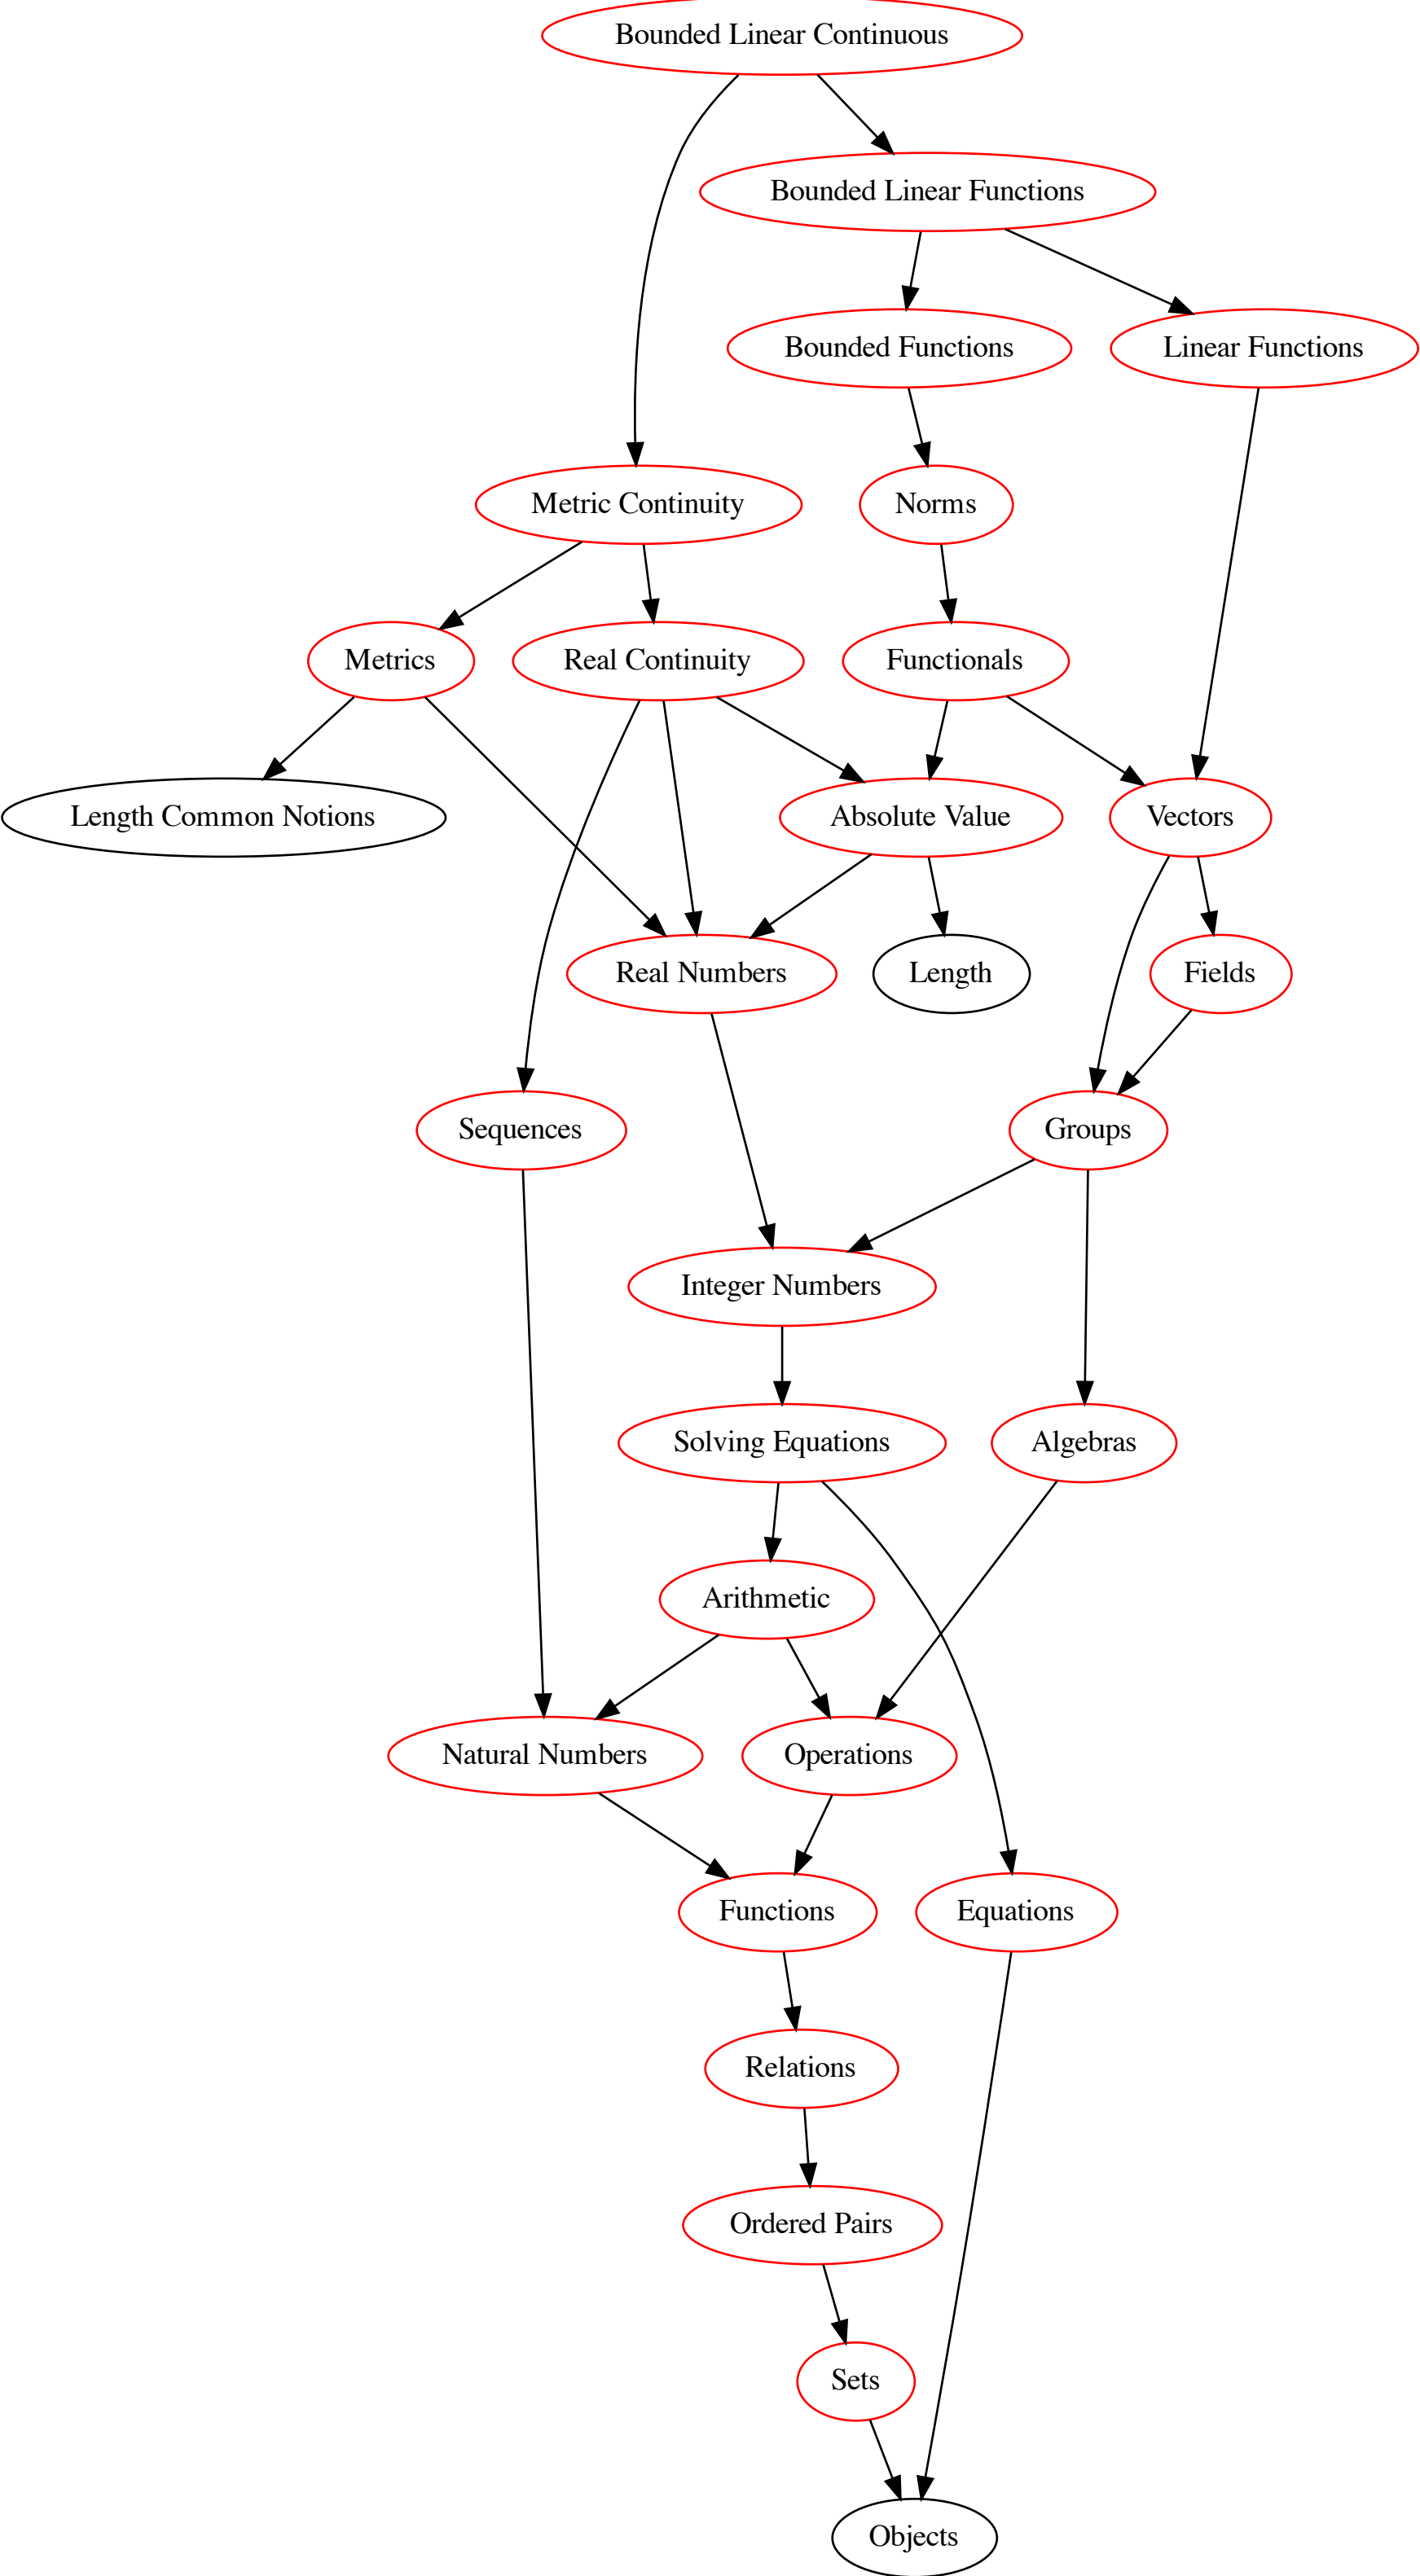 Bounded Linear Continuous
Bounded Linear Functions
Bounded Functions
Linear Functions
Metric Continuity
Norms
Metrics
Real Continuity
Functionals
Length Common Notions
Absolute Value
Vectors
Real Numbers
Length
Fields
Sequences
Groups
Integer Numbers
Solving Equations
Algebras
Arithmetic
Natural Numbers
Operations
Functions
Equations
Relations
Ordered Pairs
Sets
Objects